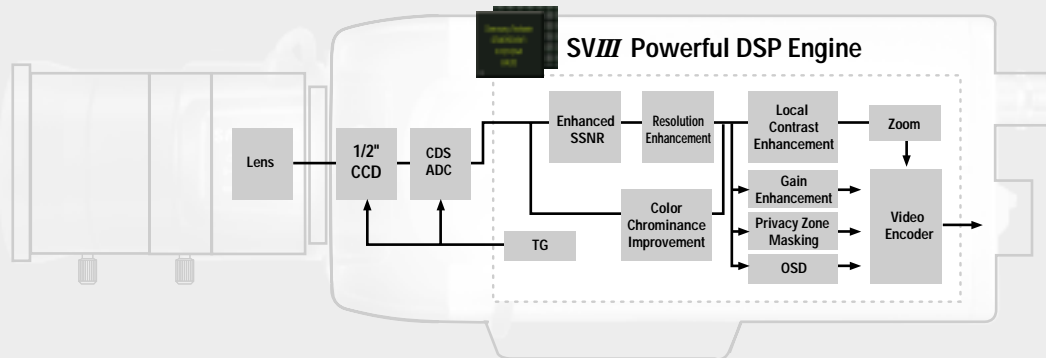 SVIII Powerful DSP Engine
Lens
1/2"
CCD
CDS
ADC
Enhanced
SSNR
Resolution
Enhancement
Local
Contrast
Enhancement
Zoom
Gain
Enhancement
Color
Chrominance
Improvement
Privacy Zone
Masking
Video
Encoder
TG
OSD